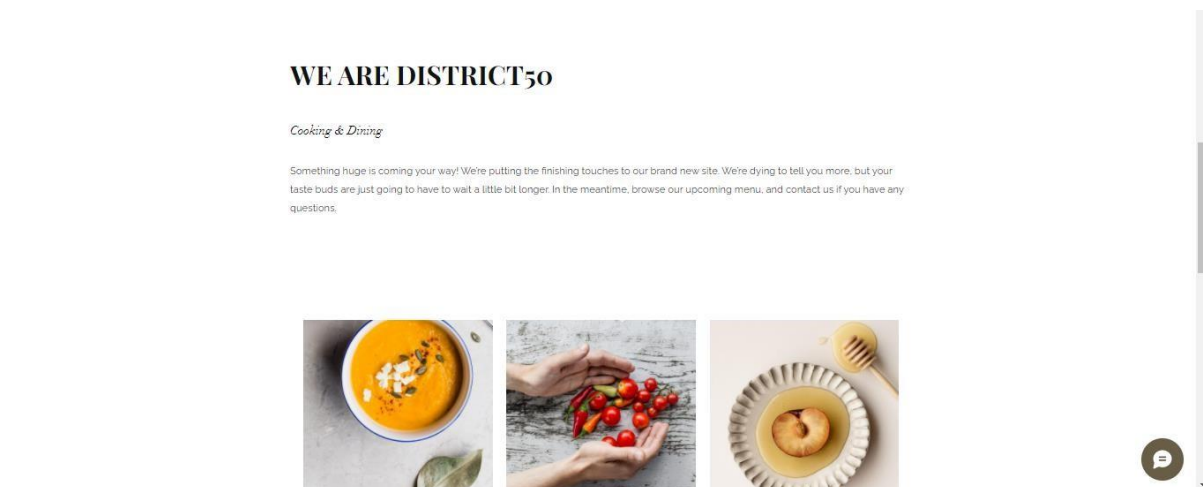 WE ARE DISTRICT50
Cooking & Dining
Something huge is coming your way! We're putting the finishing touches to our brand new site. We're dying to tell you more, but your
taste buds are just going to have to wait a little bit longer. In the meantime, browse our upcoming menu, and contact us if you have any
questions.